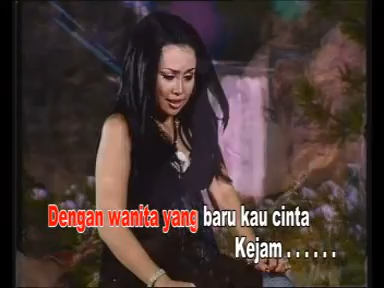 Dengan wanita yang baru kau cinta
Kejam . . . . . .